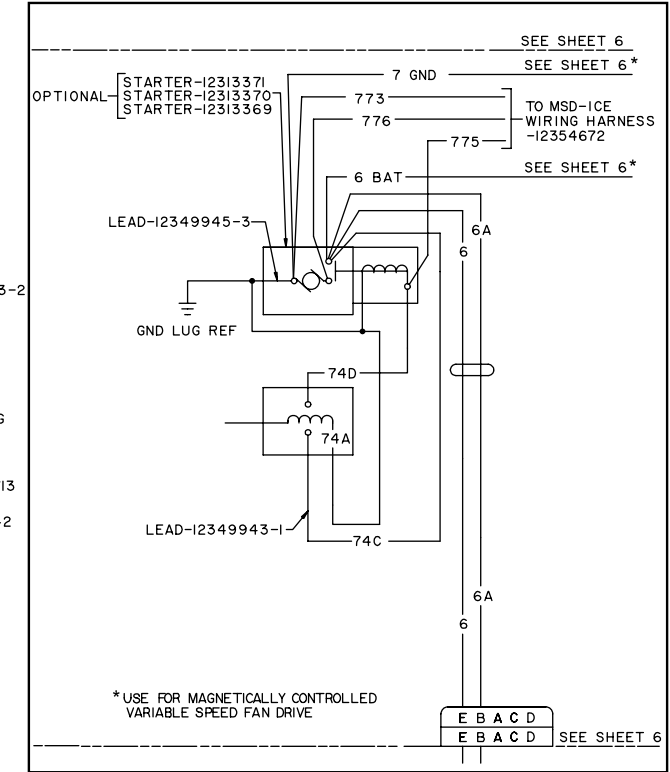 SEE SHEET 6
SEE SHEET 6*
7 GND
OPTIONAL
STARTER-12313371
STARTER-12313370
STARTER-12313369
773
776
775
TO MSD-ICE
WIRING HARNESS
-12354672
SEE SHEET 6*
6 BAT
LEAD-12349945-3
6A
6
3-2
GND LUG REF
74D
G
74A
13
-2
LEAD-12349943-1
74C
6A
6
*USE FOR MAGNETICALLY CONTROLLED
VARIABLE SPEED FAN DRIVE
E B A C D
E B A C D
SEE SHEET 6